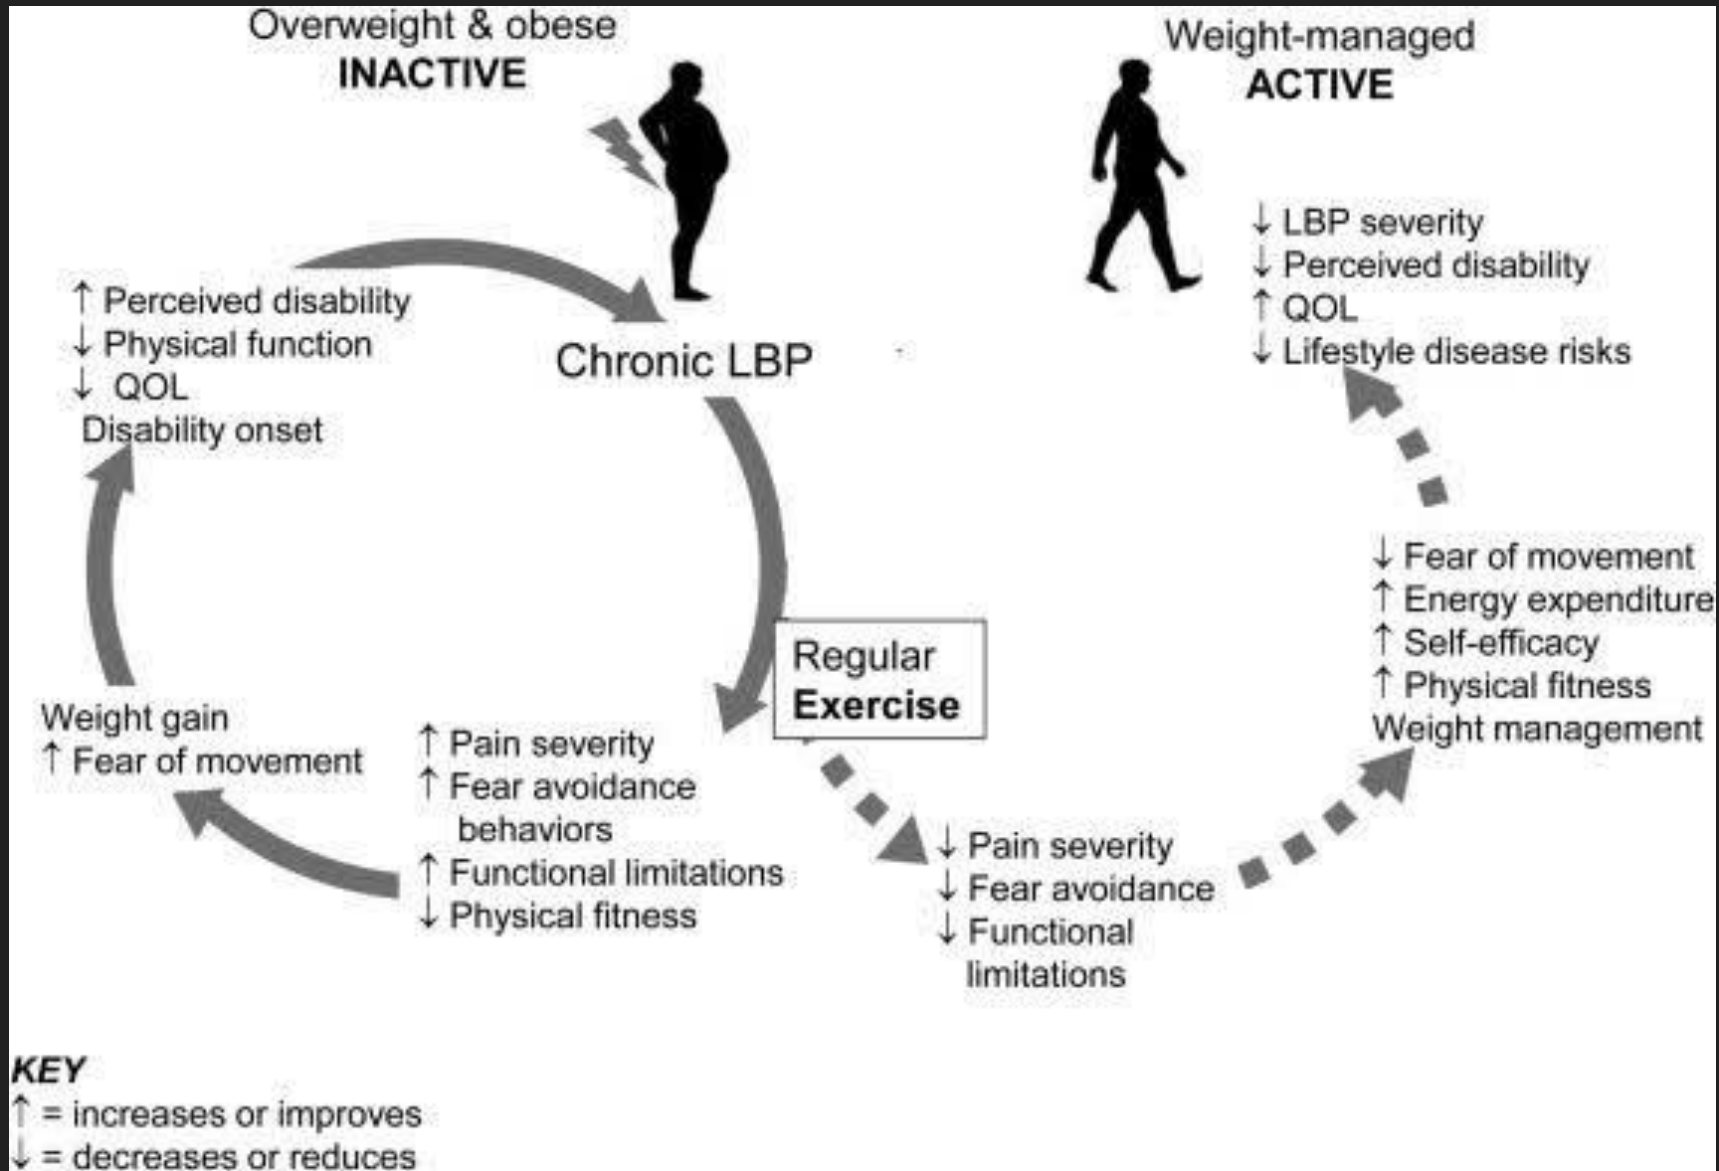 Overweight & obese
INACTIVE
Weight-managed
ACTIVE
↑ Perceived disability
↓ Physical function
↓ QOL
Disability onset
Chronic LBP
↓ LBP severity
↓ Perceived disability
↑ QOL
↓ Lifestyle disease risks
Regular
Exercise
Weight gain
↑ Fear of movement
↑ Pain severity
↑ Fear avoidance
behaviors
↑ Functional limitations
↓ Physical fitness
↓ Pain severity
↓ Fear avoidance
↓ Functional
limitations
↓ Fear of movement
↑ Energy expenditure
↑ Self-efficacy
↑ Physical fitness
Weight management
KEY
↑ = increases or improves
↓ = decreases or reduces